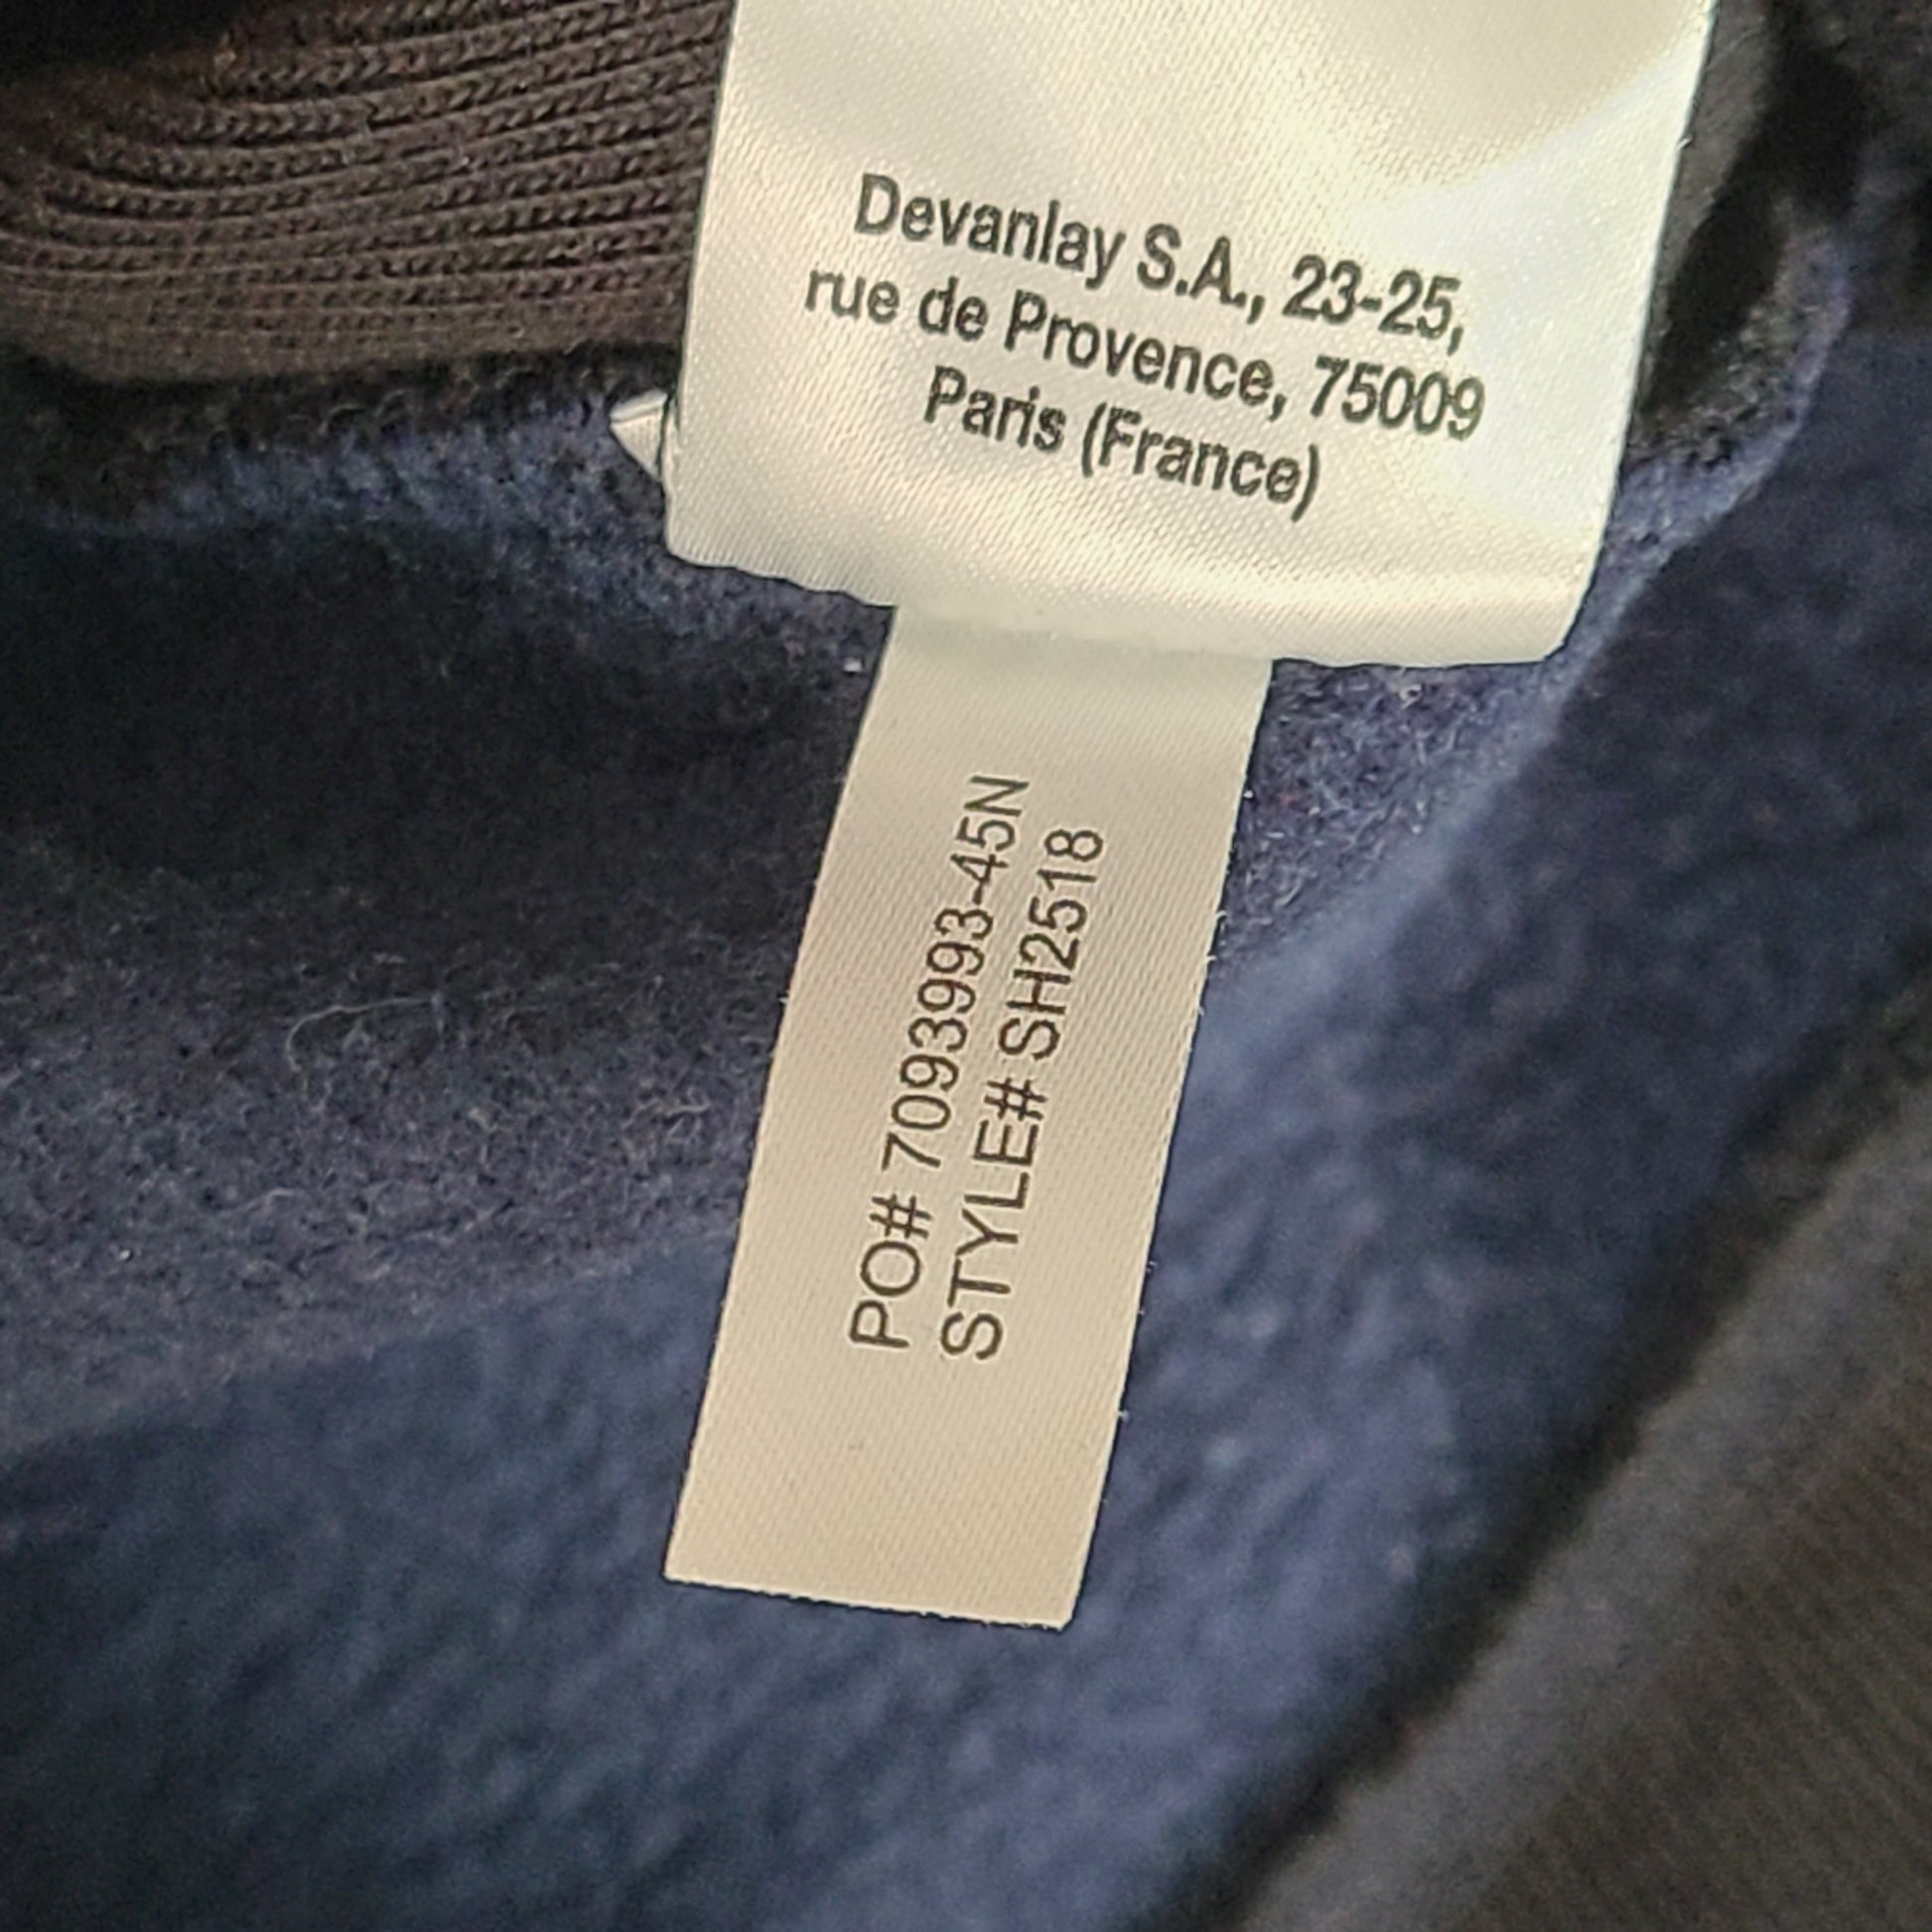 Devanlay S.A., 23-25,
rue de Provence, 75009
Paris (France)
PO# 7093993-45N
STYLE# SH2518